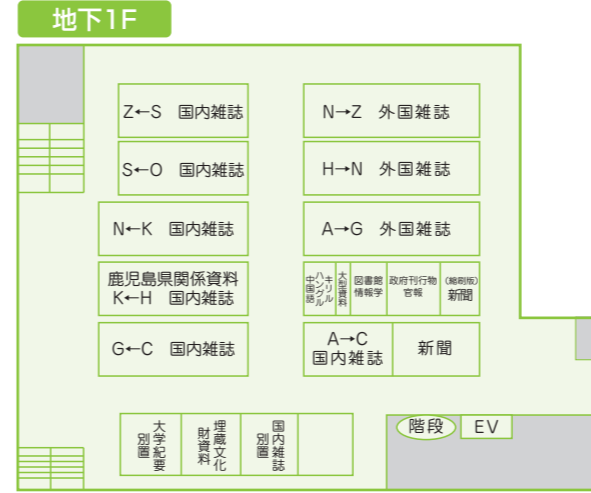 地下1F
Z←S 国内雑誌
N→Z 外国雑誌
S←O 国内雑誌
H→N 外国雑誌
N←K 国内雑誌
A→G 外国雑誌
鹿児島県関係資料
K←H 国内雑誌
キリル
ハングル
中国語
大型資料
図書館
情報学
政府刊行物
官報
(縮刷版)
新聞
G←C 国内雑誌
A→C
国内雑誌
新聞
大学紀要
別置
埋蔵文化
財資料
国内雑誌
別置
階段
EV